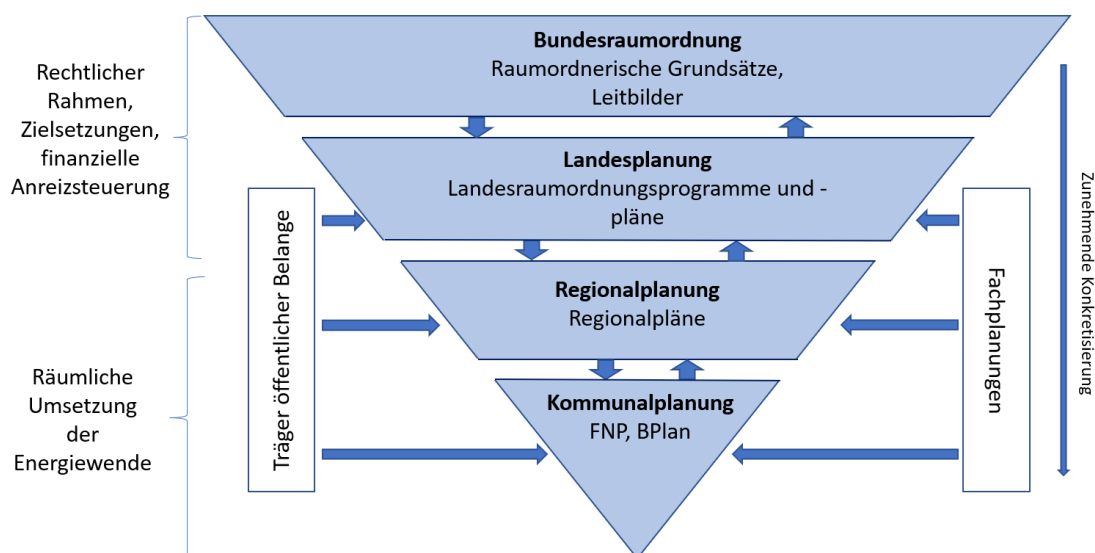 Bundesraumordnung
Raumordnerische Grundsätze,
Leitbilder
Rechtlicher
Rahmen,
Zielsetzungen,
finanzielle
Anreizsteuerung
Landesplanung
Landesraumordnungsprogramme und -
pläne
Träger öffentlicher Belange
Fachplanungen
Zunehmende Konkretisierung
Regionalplanung
Regionalpläne
Räumliche
Umsetzung
der
Energiewende
Kommunalplanung
FNP, BPlan